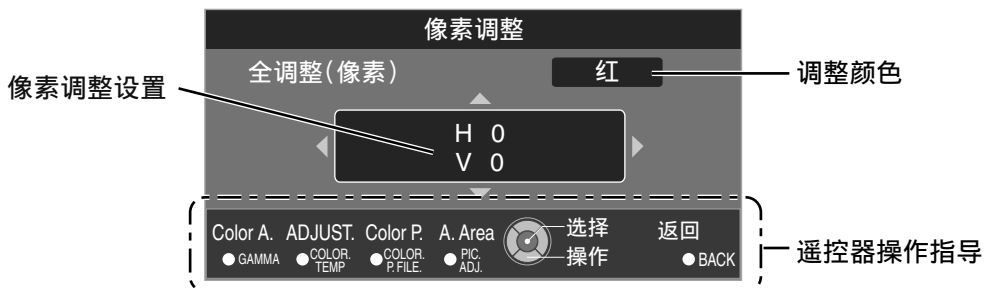 像素调整
全调整(像素) 红
调整颜色
像素调整设置
H 0
V 0
Color A. ADJUST. Color P. A. Area 选择 返回
GAMMA COLOR. TEMP COLOR. P. FILE. PIC. ADJ. 操作 BACK
遥控器操作指导